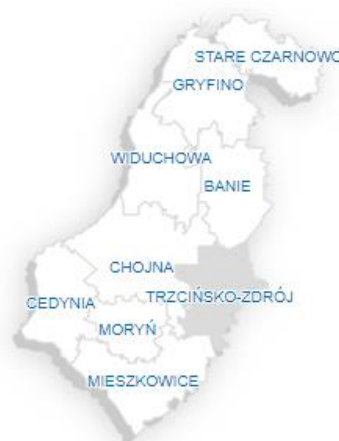 STARE CZARNOWO
GRYFINO
WIDUCHOWA
BANIE
CHOJNA
CEDYNIA
TRZCIŃSKO-ZDRÓJ
MORYŃ
MIESZKOWICE